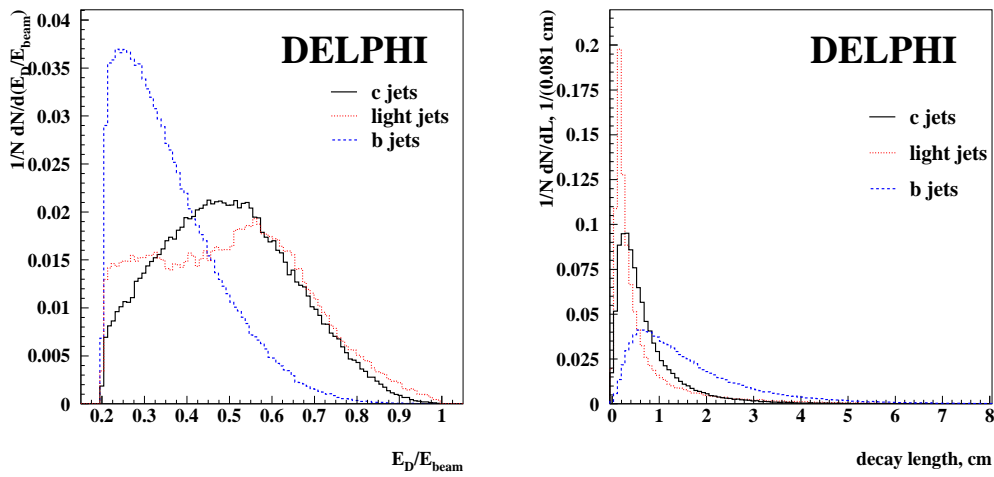 1/N dN/d(E_D/E_beam)
0.04
0.035
0.03
0.025
0.02
0.015
0.01
0.005
0
DELPHI
c jets
light jets
b jets
0.2 0.3 0.4 0.5 0.6 0.7 0.8 0.9 1
E_D/E_beam
1/N dN/dL, 1/(0.081 cm)
0.2
0.175
0.15
0.125
0.1
0.075
0.05
0.025
0
DELPHI
c jets
light jets
b jets
0 1 2 3 4 5 6 7 8
decay length, cm